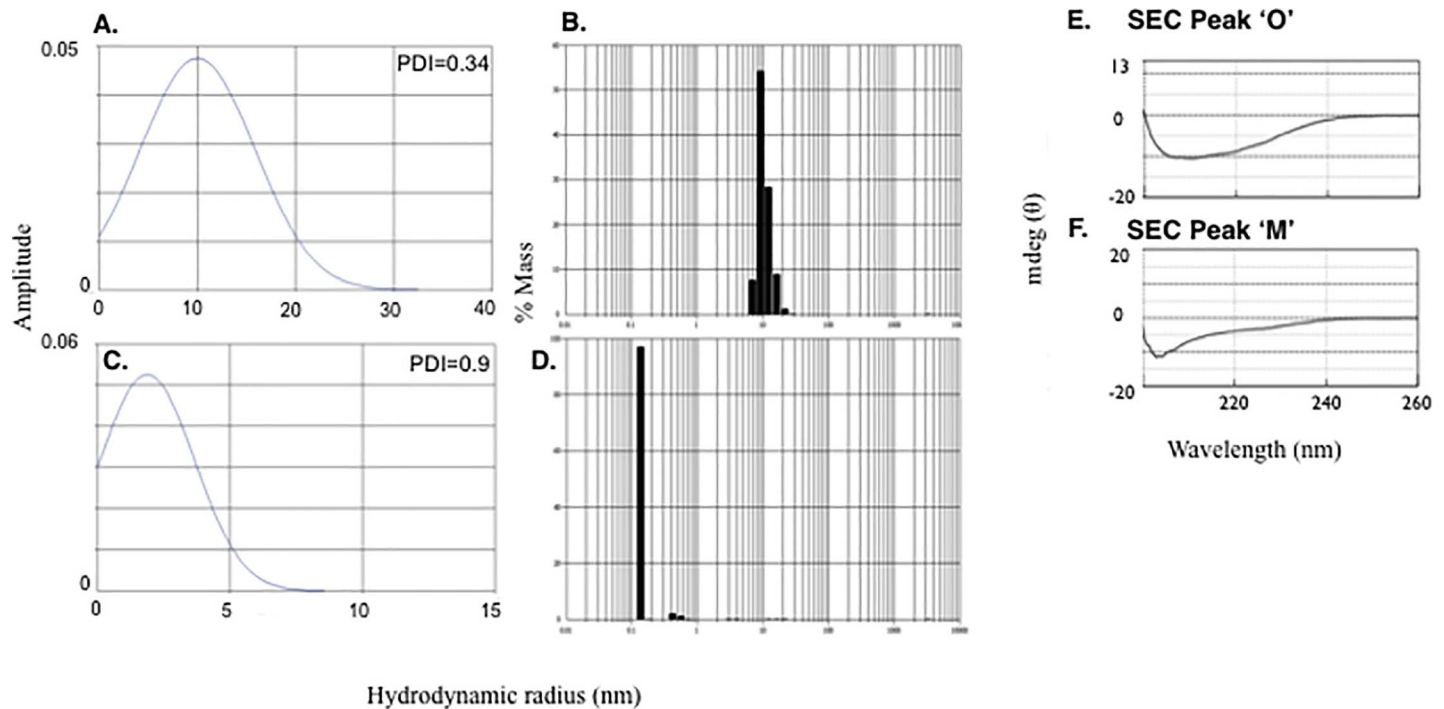 A.
0.05
PDI=0.34
0
0 10 20 30 40
Amplitude
B.
% Mass
C.
0.06
PDI=0.9
0
0 5 10 15
D.
Hydrodynamic radius (nm)
E. SEC Peak ‘O’
13
0
-20
mdeg (θ)
F. SEC Peak ‘M’
20
0
-20
220 240 260
Wavelength (nm)